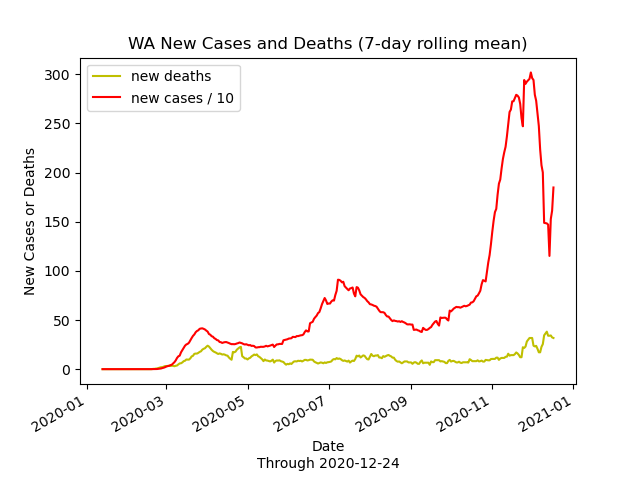 WA New Cases and Deaths (7-day rolling mean)
new deaths
new cases / 10
New Cases or Deaths
300
250
200
150
100
50
0
2020-01
2020-03
2020-05
2020-07
2020-09
2020-11
2021-01
Date
Through 2020-12-24